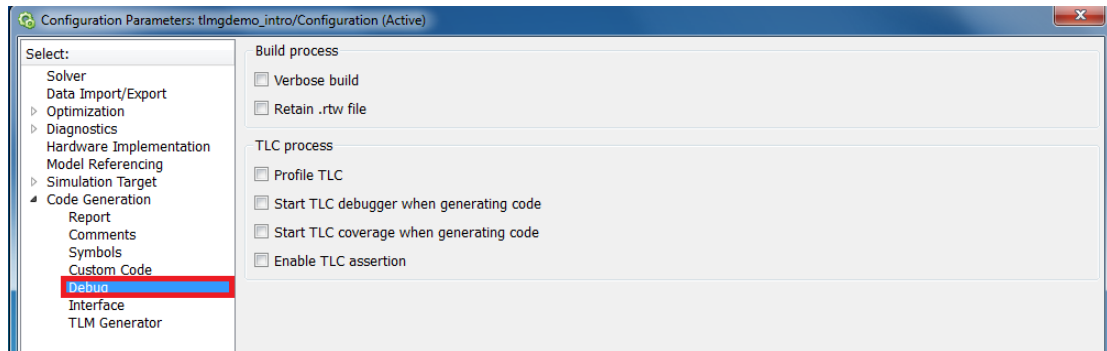 Configuration Parameters: tlmgdemo_intro/Configuration (Active)
Select:
Solver
Data Import/Export
Optimization
Diagnostics
Hardware Implementation
Model Referencing
Simulation Target
Code Generation
Report
Comments
Symbols
Custom Code
Debug
Interface
TLM Generator
Build process
Verbose build
Retain .rtw file
TLC process
Profile TLC
Start TLC debugger when generating code
Start TLC coverage when generating code
Enable TLC assertion